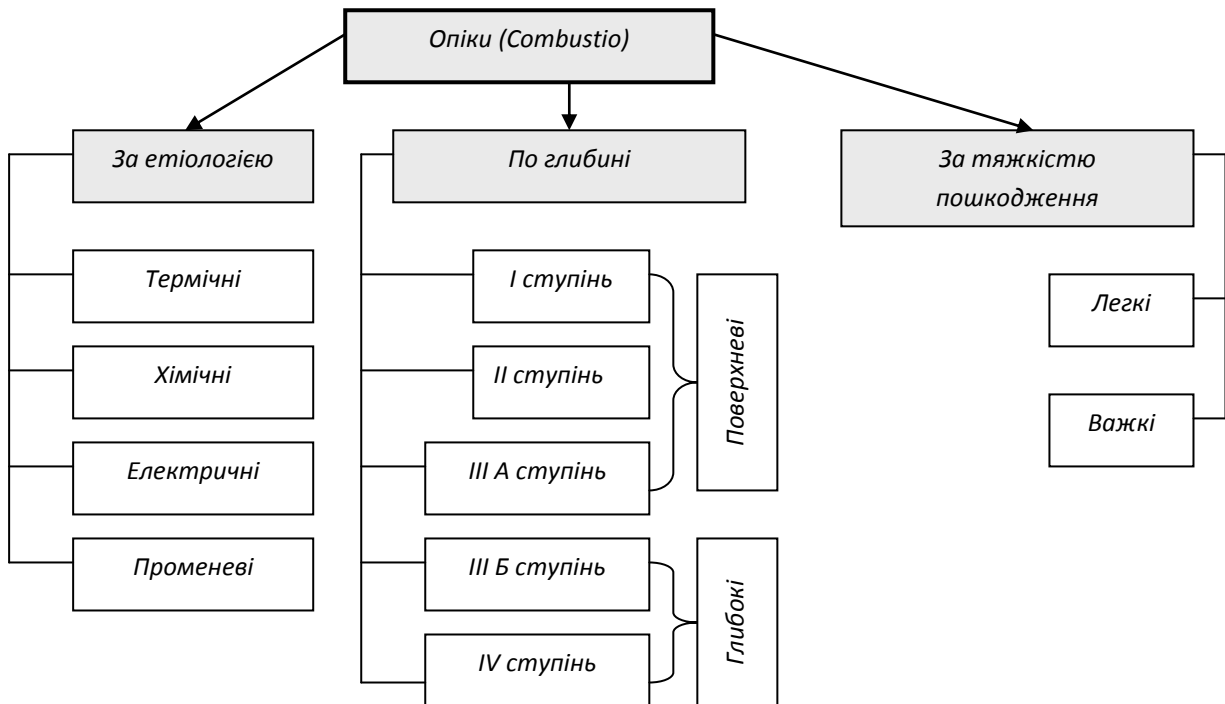 Опіки (Combustio)
За етіологією
Термічні
Хімічні
Електричні
Променеві
По глибині
I ступінь
II ступінь
III А ступінь
III Б ступінь
IV ступінь
Поверхневі
Глибокі
За тяжкістю
пошкодження
Легкі
Важкі